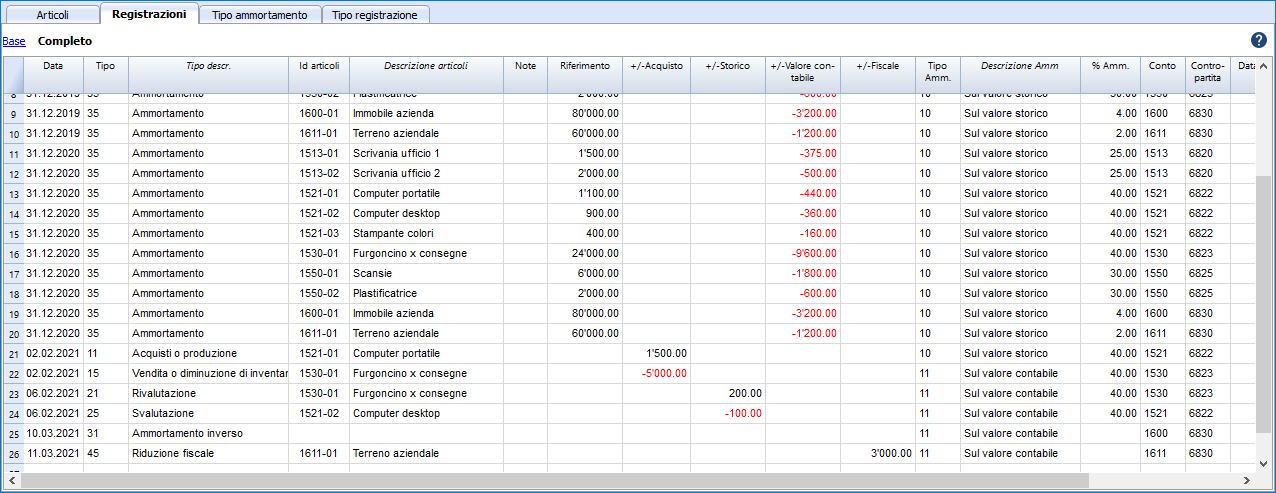 Articoli Registrazioni Tipo ammortamento Tipo registrazione
Base Completo ?
Data Tipo Tipo descr. Id articoli Descrizione articoli Note Riferimento +/-Acquisto +/-Storico +/-Valore con- +/-Fiscale Tipo Descrizione Amm % Amm. Conto Contro- Data
tabile Amm. partita
9 31.12.2019 35 Ammortamento 1600-01 Immobile azienda 80'000.00 -3'200.00 10 Sul valore storico 4.00 1600 6830
10 31.12.2019 35 Ammortamento 1611-01 Terreno aziendale 60'000.00 -1'200.00 10 Sul valore storico 2.00 1611 6830
11 31.12.2020 35 Ammortamento 1513-01 Scrivania ufficio 1 1'500.00 -375.00 10 Sul valore storico 25.00 1513 6820
12 31.12.2020 35 Ammortamento 1513-02 Scrivania ufficio 2 2'000.00 -500.00 10 Sul valore storico 25.00 1513 6820
13 31.12.2020 35 Ammortamento 1521-01 Computer portatile 1'100.00 -440.00 10 Sul valore storico 40.00 1521 6822
14 31.12.2020 35 Ammortamento 1521-02 Computer desktop 900.00 -360.00 10 Sul valore storico 40.00 1521 6822
15 31.12.2020 35 Ammortamento 1521-03 Stampante colori 400.00 -160.00 10 Sul valore storico 40.00 1521 6822
16 31.12.2020 35 Ammortamento 1530-01 Furgoncino x consegne 24'000.00 -9'600.00 10 Sul valore storico 40.00 1530 6823
17 31.12.2020 35 Ammortamento 1550-01 Scansie 6'000.00 -1'800.00 10 Sul valore storico 30.00 1550 6825
18 31.12.2020 35 Ammortamento 1550-02 Plastificatrice 2'000.00 -600.00 10 Sul valore storico 30.00 1550 6825
19 31.12.2020 35 Ammortamento 1600-01 Immobile azienda 80'000.00 -3'200.00 10 Sul valore storico 4.00 1600 6830
20 31.12.2020 35 Ammortamento 1611-01 Terreno aziendale 60'000.00 -1'200.00 10 Sul valore storico 2.00 1611 6830
21 02.02.2021 11 Acquisti o produzione 1521-01 Computer portatile 1'500.00 10 Sul valore storico 40.00 1521 6822
22 02.02.2021 15 Vendita o diminuzione di inventar 1530-01 Furgoncino x consegne -5'000.00 11 Sul valore contabile 40.00 1530 6823
23 06.02.2021 21 Rivalutazione 1530-01 Furgoncino x consegne 200.00 11 Sul valore contabile 40.00 1530 6823
24 06.02.2021 25 Svalutazione 1521-02 Computer desktop -100.00 11 Sul valore contabile 40.00 1521 6822
25 10.03.2021 31 Ammortamento inverso 11 Sul valore contabile 1600 6830
26 11.03.2021 45 Riduzione fiscale 1611-01 Terreno aziendale 3'000.00 11 Sul valore contabile 1611 6830